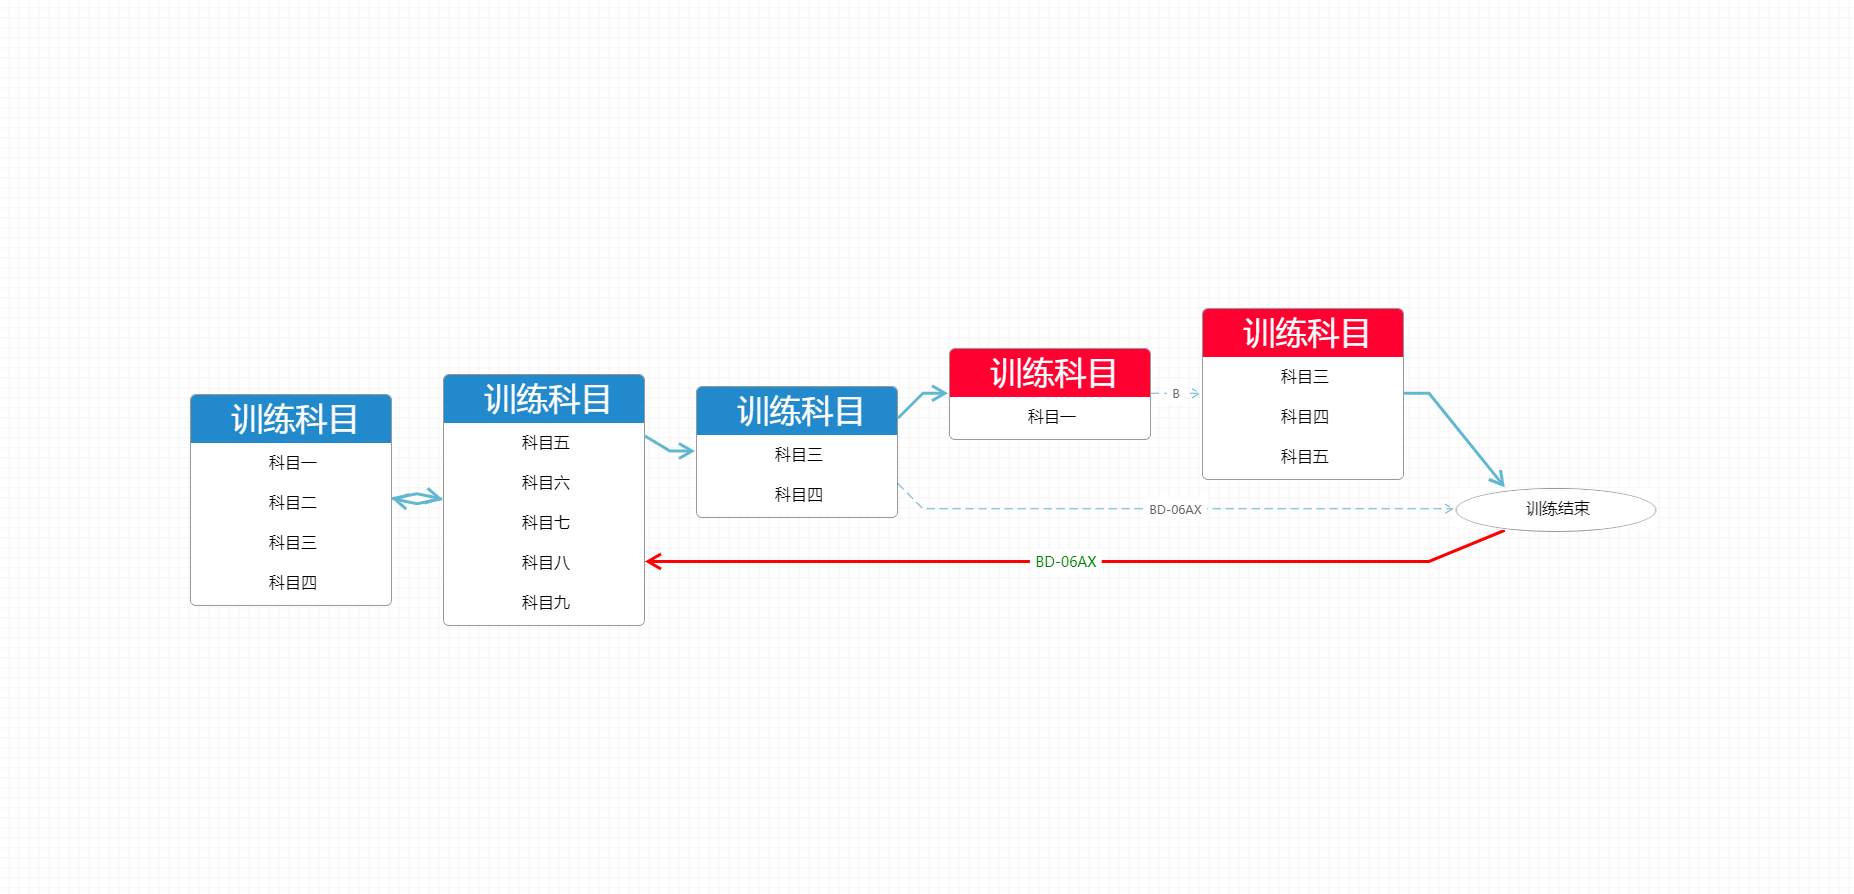 训练科目
科目一
科目二
科目三
科目四
训练科目
科目五
科目六
科目七
科目八
科目九
训练科目
科目三
科目四
训练科目
科目一
B
训练科目
科目三
科目四
科目五
BD-06AX
训练结束
BD-06AX